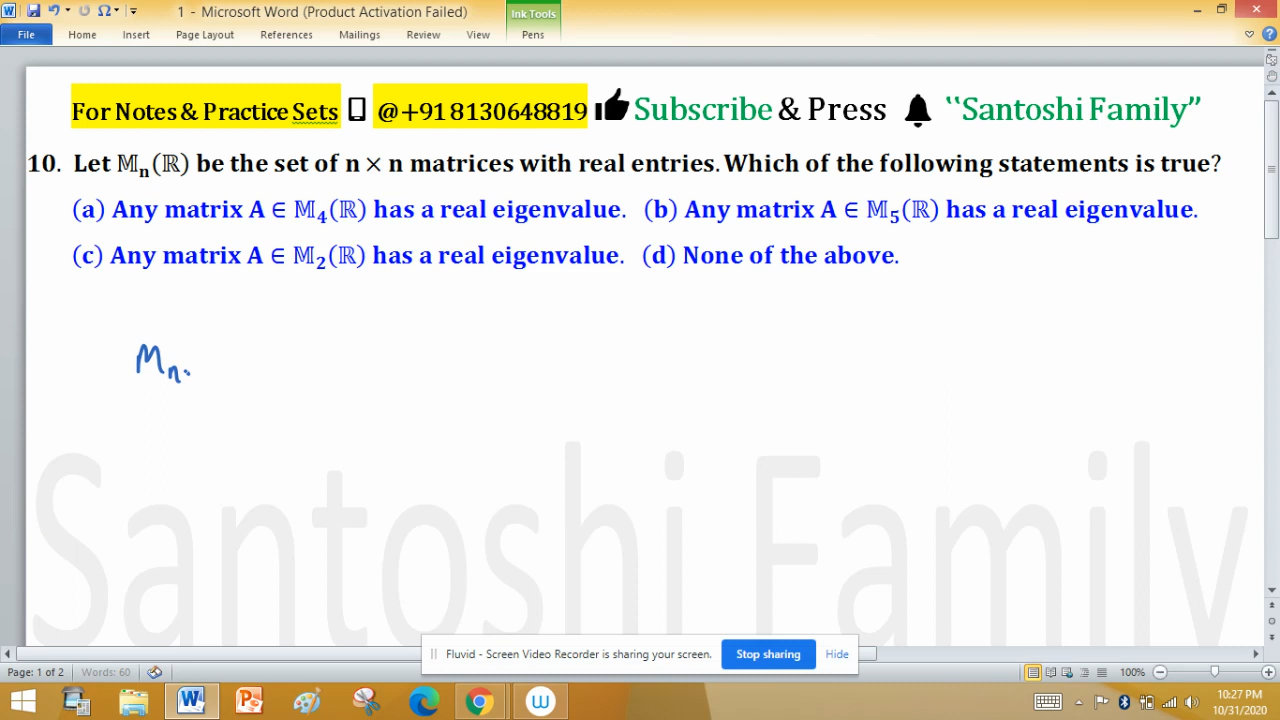 1 - Microsoft Word (Product Activation Failed)
Ink Tools
File Home Insert Page Layout References Mailings Review View Pens
For Notes & Practice Sets @+91 8130648819 Subscribe & Press "Santoshi Family"
10. Let 𝕄ₙ(ℝ) be the set of n × n matrices with real entries. Which of the following statements is true?
(a) Any matrix A ∈ 𝕄₄(ℝ) has a real eigenvalue. (b) Any matrix A ∈ 𝕄₅(ℝ) has a real eigenvalue.
(c) Any matrix A ∈ 𝕄₂(ℝ) has a real eigenvalue. (d) None of the above.
Mₙ.
Santoshi Family
Fluvid - Screen Video Recorder is sharing your screen. Stop sharing Hide
Page: 1 of 2 Words: 60 100%
10:27 PM
10/31/2020